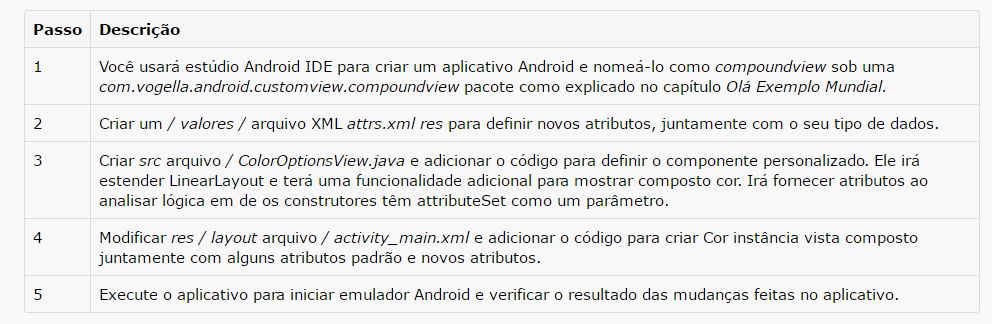 Passo Descrição
1 Você usará estúdio Android IDE para criar um aplicativo Android e nomeá-lo como compoundview sob uma
com.vogella.android.customview.compoundview pacote como explicado no capítulo Olá Exemplo Mundial.
2 Criar um / valores / arquivo XML attrs.xml res para definir novos atributos, juntamente com o seu tipo de dados.
3 Criar src arquivo / ColorOptionsView.java e adicionar o código para definir o componente personalizado. Ele irá
estender LinearLayout e terá uma funcionalidade adicional para mostrar composto cor. Irá fornecer atributos ao
analisar lógica em de os construtores têm attributeSet como um parâmetro.
4 Modificar res / layout arquivo / activity_main.xml e adicionar o código para criar Cor instância vista composto
juntamente com alguns atributos padrão e novos atributos.
5 Execute o aplicativo para iniciar emulador Android e verificar o resultado das mudanças feitas no aplicativo.